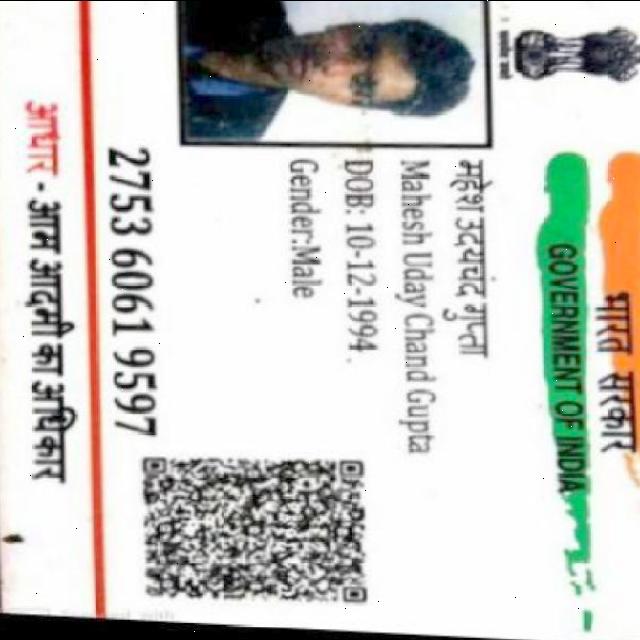 भारत सरकार
GOVERNMENT OF INDIA
महेश उदयचंद गुप्ता
Mahesh Uday Chand Gupta
DOB: 10-12-1994
Gender:Male
2753 6061 9597
आधार - आम आदमी का अधिकार